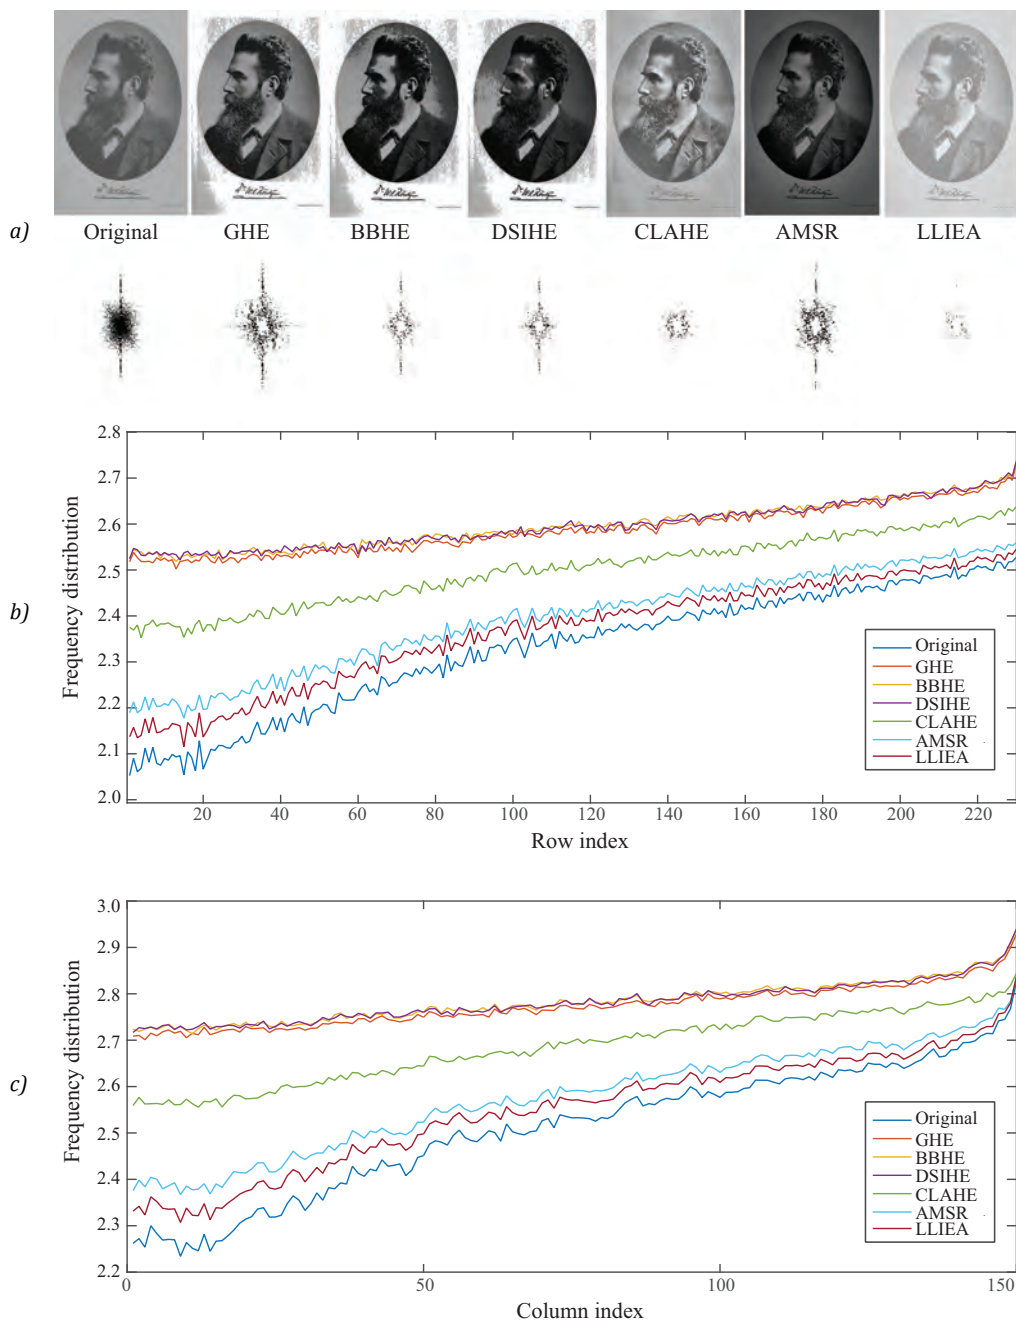 a)
Original GHE BBHE DSIHE CLAHE AMSR LLIEA
b)
Frequency distribution
2.8
2.7
2.6
2.5
2.4
2.3
2.2
2.1
2.0
20 40 60 80 100 120 140 160 180 200 220
Row index
Original
GHE
BBHE
DSIHE
CLAHE
AMSR
LLIEA
c)
Frequency distribution
3.0
2.9
2.8
2.7
2.6
2.5
2.4
2.3
2.2
0 50 100 150
Column index
Original
GHE
BBHE
DSIHE
CLAHE
AMSR
LLIEA